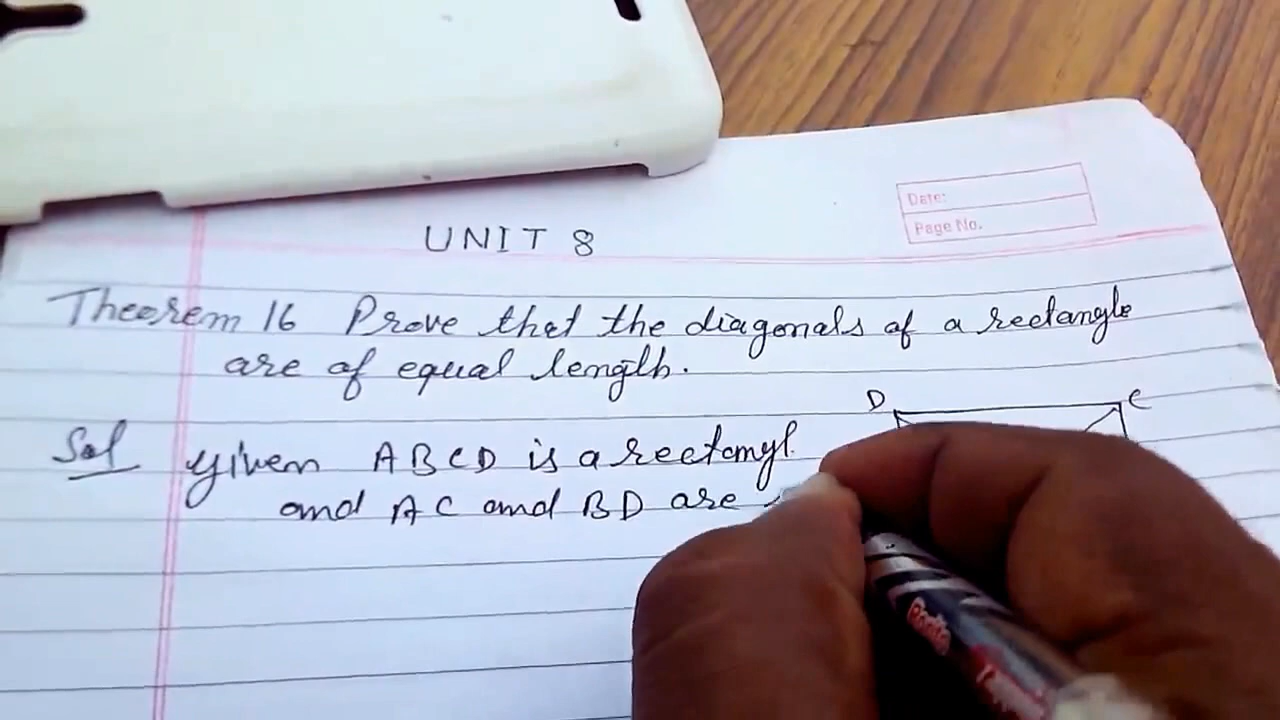 Date:
Page No.
UNIT 8
Theorem 16 Prove that the diagonals of a rectangle
are of equal length.
D C
Sol given ABCD is a rectangl.
and AC and BD are